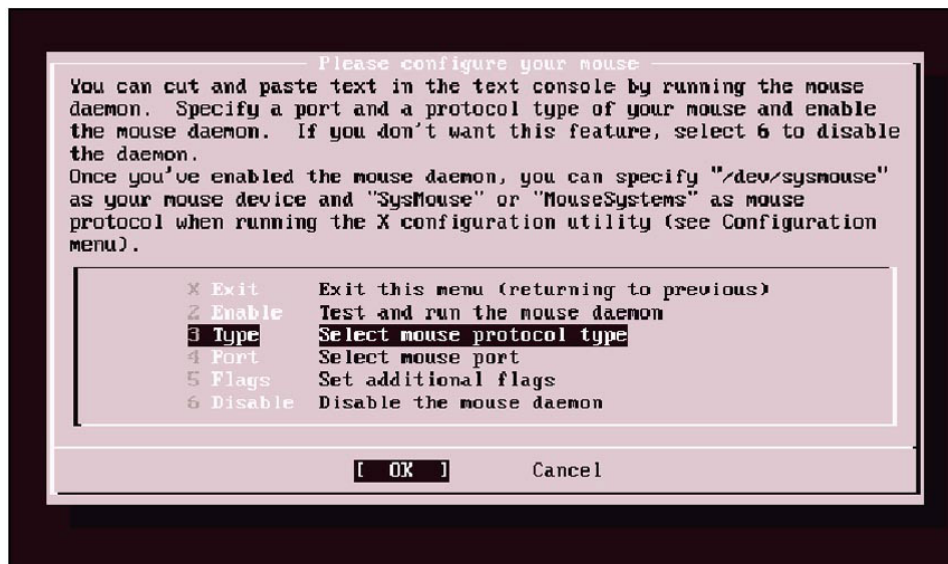 Please configure your mouse
You can cut and paste text in the text console by running the mouse
daemon. Specify a port and a protocol type of your mouse and enable
the mouse daemon. If you don't want this feature, select 6 to disable
the daemon.
Once you've enabled the mouse daemon, you can specify "/dev/sysmouse"
as your mouse device and "SysMouse" or "MouseSystems" as mouse
protocol when running the X configuration utility (see Configuration
menu).
X Exit Exit this menu (returning to previous)
2 Enable Test and run the mouse daemon
3 Type Select mouse protocol type
4 Port Select mouse port
5 Flags Set additional flags
6 Disable Disable the mouse daemon
[ OK ] Cancel